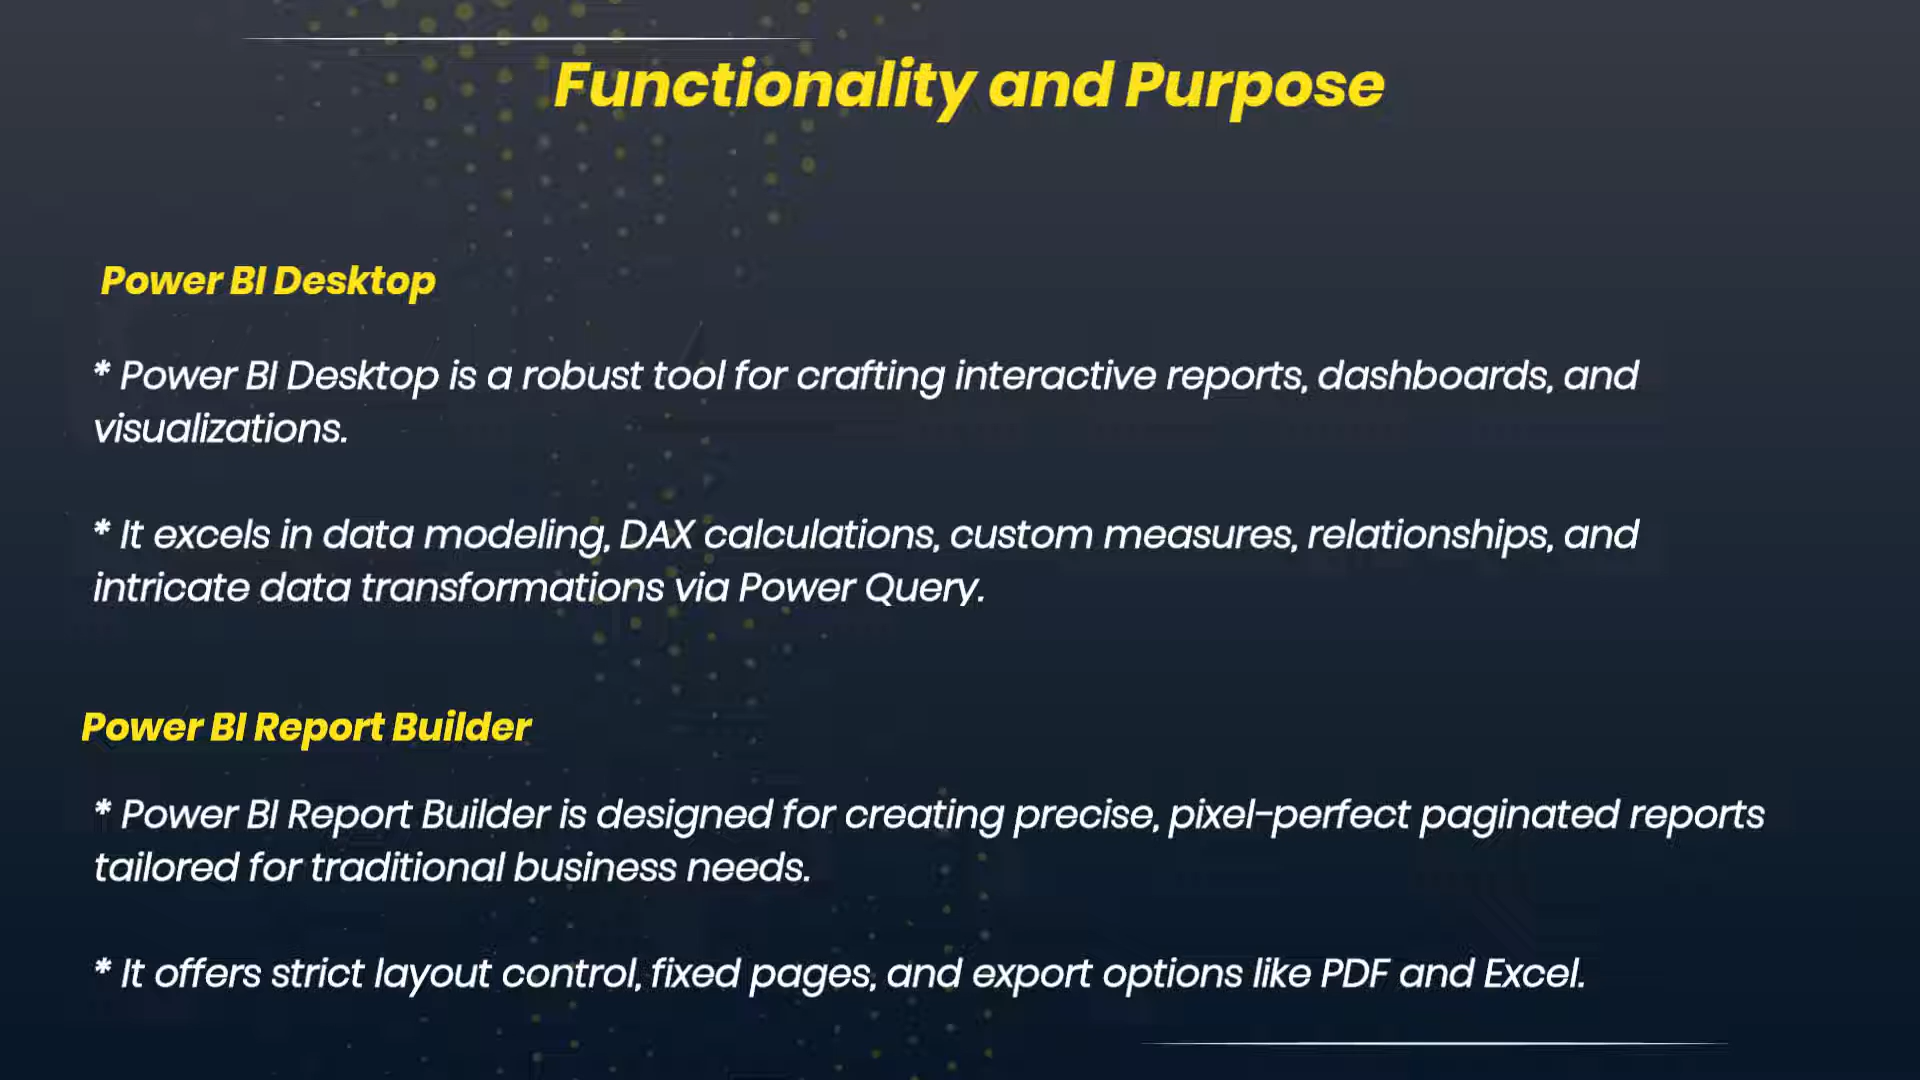 Functionality and Purpose
Power BI Desktop
* Power BI Desktop is a robust tool for crafting interactive reports, dashboards, and
visualizations.
* It excels in data modeling, DAX calculations, custom measures, relationships, and
intricate data transformations via Power Query.
Power BI Report Builder
* Power BI Report Builder is designed for creating precise, pixel-perfect paginated reports
tailored for traditional business needs.
* It offers strict layout control, fixed pages, and export options like PDF and Excel.